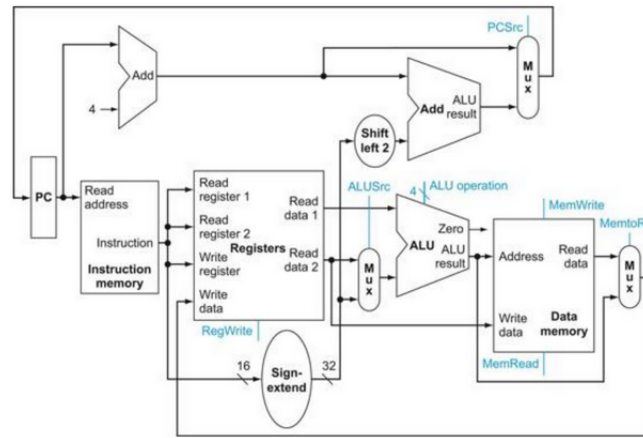 PCSrc
Add
4
M
u
x
Add
ALU
result
Shift
left 2
PC
Read
address
Instruction
Instruction
memory
Read
register 1
Read
register 2
Write
register
Write
data
Registers
Read
data 1
Read
data 2
RegWrite
ALUSrc
M
u
x
4
ALU operation
Zero
ALU
ALU
result
MemWrite
Address
Read
data
Write
data
Data
memory
MemRead
MemtoR
M
u
x
16
Sign-
extend
32